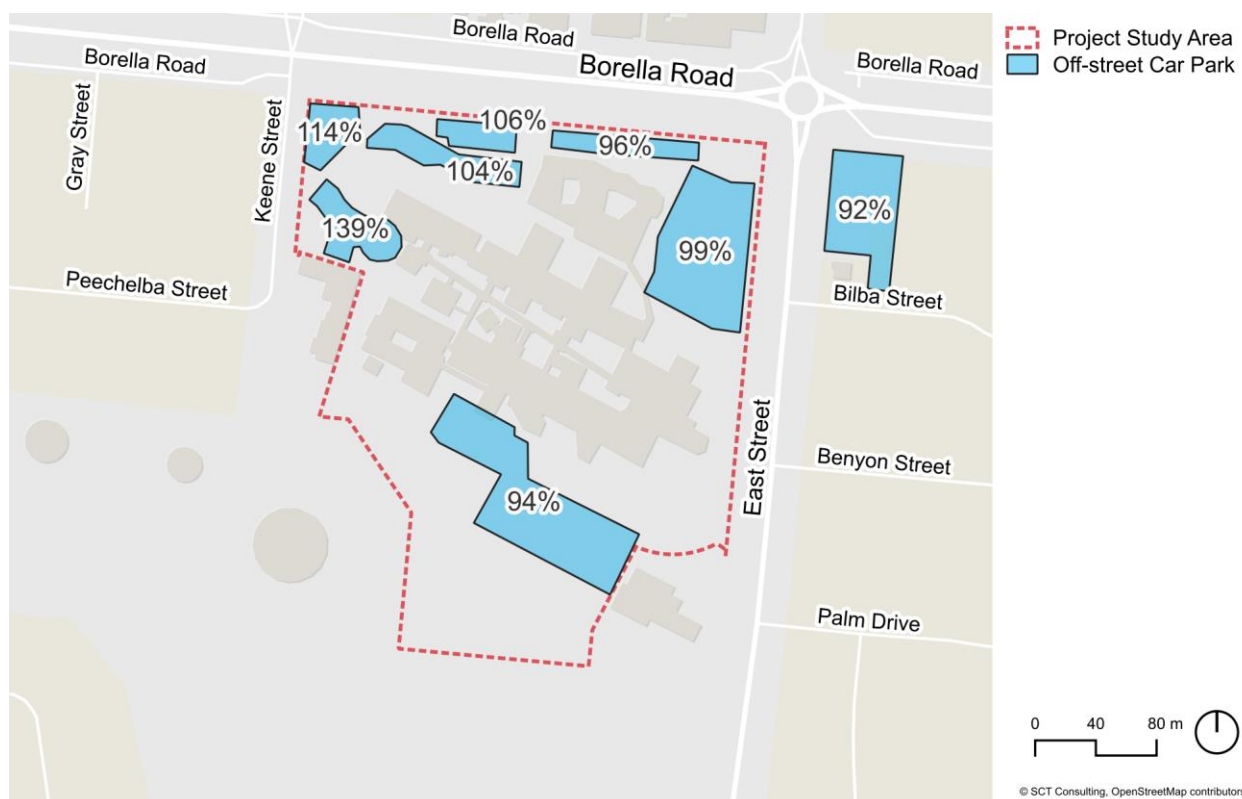 Borella Road
Borella Road
Borella Road
Borella Road
Project Study Area
Off-street Car Park
Gray Street
Keene Street
114%
106%
96%
104%
92%
139%
99%
Peechelba Street
Bilba Street
East Street
Benyon Street
94%
Palm Drive
0 40 80 m
© SCT Consulting, OpenStreetMap contributors